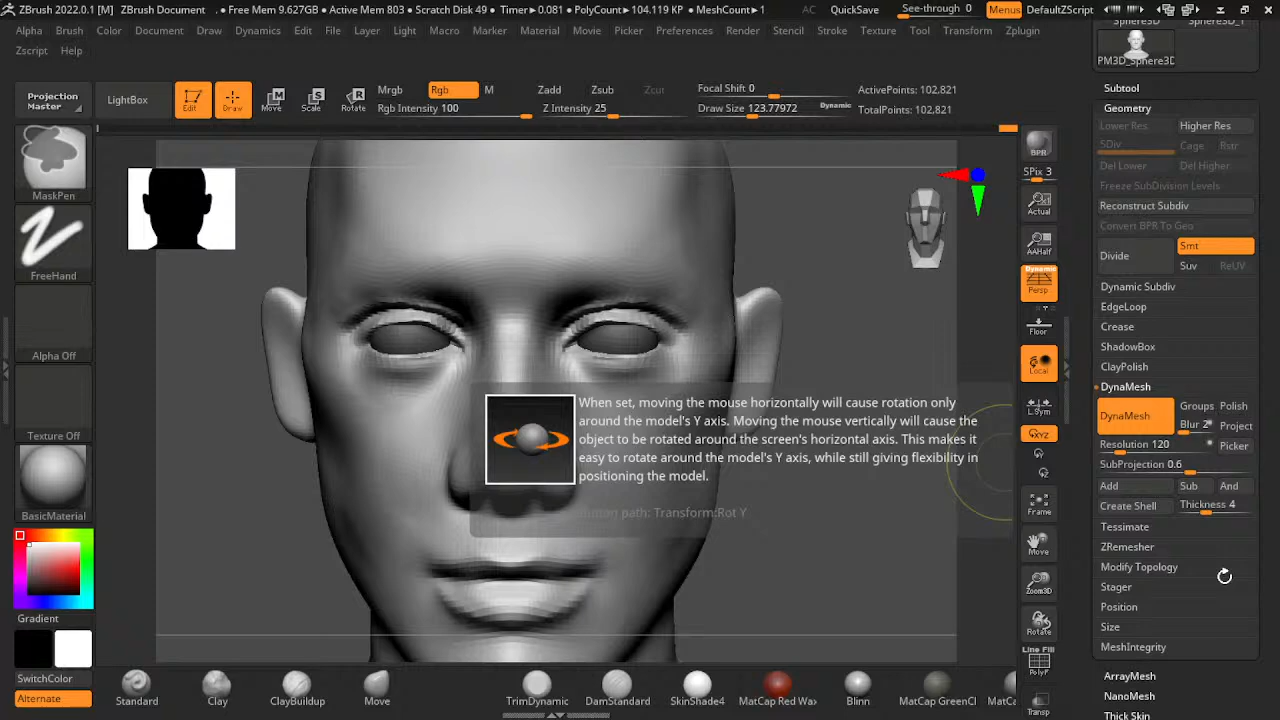 ZBrush 2022.0.1 [M] ZBrush Document . • Free Mem 9.627GB • Active Mem 803 • Scratch Disk 49 • Timer▶0.081 • PolyCount▶104.119 KP • MeshCount▶1 AC QuickSave See-through 0 Menus DefaultZScript
Alpha Brush Color Document Draw Dynamics Edit File Layer Light Macro Marker Material Movie Picker Preferences Render Stencil Stroke Texture Tool Transform Zplugin
Zscript Help
Projection Master
LightBox
Edit
Draw
Move
Scale
Rotate
Mrgb Rgb M
Rgb Intensity 100
Zadd Zsub Zcut
Z Intensity 25
Focal Shift 0
Draw Size 123.77972 Dynamic
ActivePoints: 102,821
TotalPoints: 102,821
MaskPen
FreeHand
Alpha Off
Texture Off
BasicMaterial
Gradient
SwitchColor
Alternate
When set, moving the mouse horizontally will cause rotation only
around the model's Y axis. Moving the mouse vertically will cause the
object to be rotated around the screen's horizontal axis. This makes it
easy to rotate around the model's Y axis, while still giving flexibility in
positioning the model.
path: Transform:Rot Y
Standard Clay ClayBuildup Move TrimDynamic DamStandard SkinShade4 MatCap Red Wax Blinn MatCap GreenCl MatCa
BPR
SPix 3
Actual
AAHalf
Dynamic
Persp
Floor
Local
L.Sym
XYZ
Frame
Move
Zoom3D
Rotate
Line Fill
PolyF
Transp
Sphere3D Sphere3D_1
PM3D_Sphere3D
Subtool
Geometry
Lower Res Higher Res
SDiv Cage Rstr
Del Lower Del Higher
Freeze SubDivision Levels
Reconstruct Subdiv
Convert BPR To Geo
Divide Smt
Suv ReUV
Dynamic Subdiv
EdgeLoop
Crease
ShadowBox
ClayPolish
DynaMesh
DynaMesh Groups Polish
Blur 2 Project
Resolution 120 Picker
SubProjection 0.6
Add Sub And
Create Shell Thickness 4
Tessimate
ZRemesher
Modify Topology
Stager
Position
Size
MeshIntegrity
ArrayMesh
NanoMesh
Thick Skin